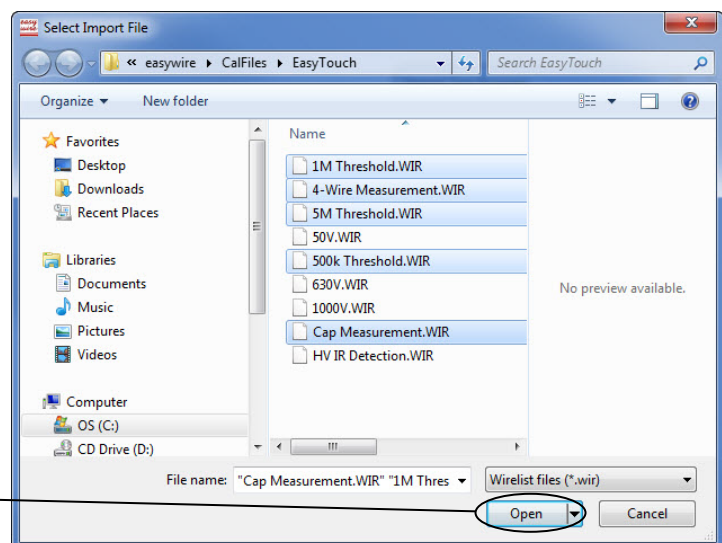 Select Import File
« easywire ▸ CalFiles ▸ EasyTouch
Search EasyTouch
Organize ▾ New folder
Favorites
Desktop
Downloads
Recent Places
Libraries
Documents
Music
Pictures
Videos
Computer
OS (C:)
CD Drive (D:)
Name
1M Threshold.WIR
4-Wire Measurement.WIR
5M Threshold.WIR
50V.WIR
500k Threshold.WIR
630V.WIR
1000V.WIR
Cap Measurement.WIR
HV IR Detection.WIR
No preview available.
File name: "Cap Measurement.WIR" "1M Thres
Wirelist files (*.wir)
Open
Cancel